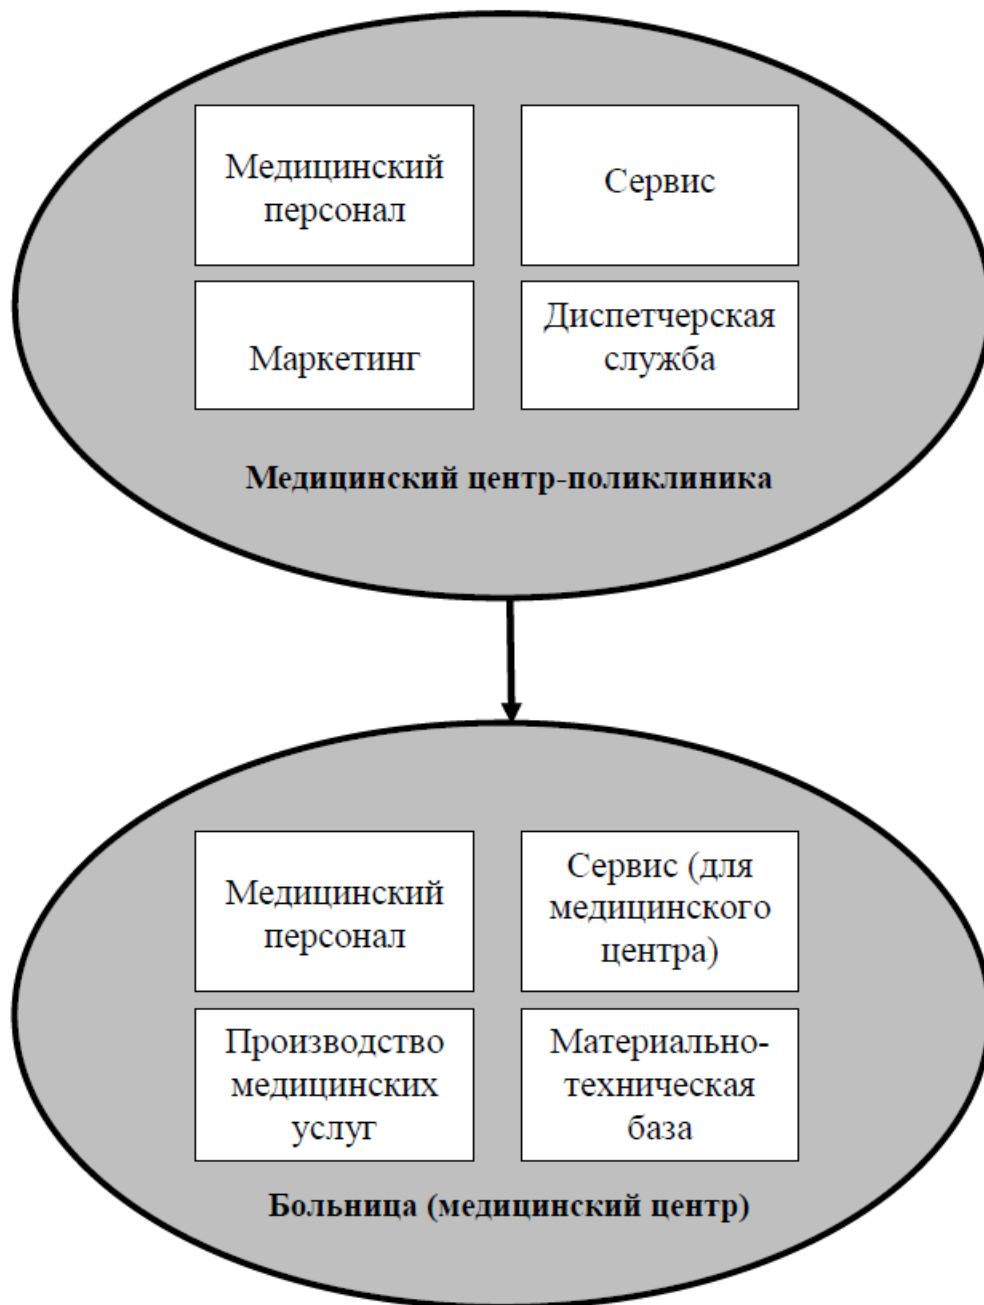 Медицинский
персонал
Сервис
Маркетинг
Диспетчерская
служба
Медицинский центр-поликлиника
Медицинский
персонал
Сервис (для
медицинского
центра)
Производство
медицинских
услуг
Материально-
техническая
база
Больница (медицинский центр)